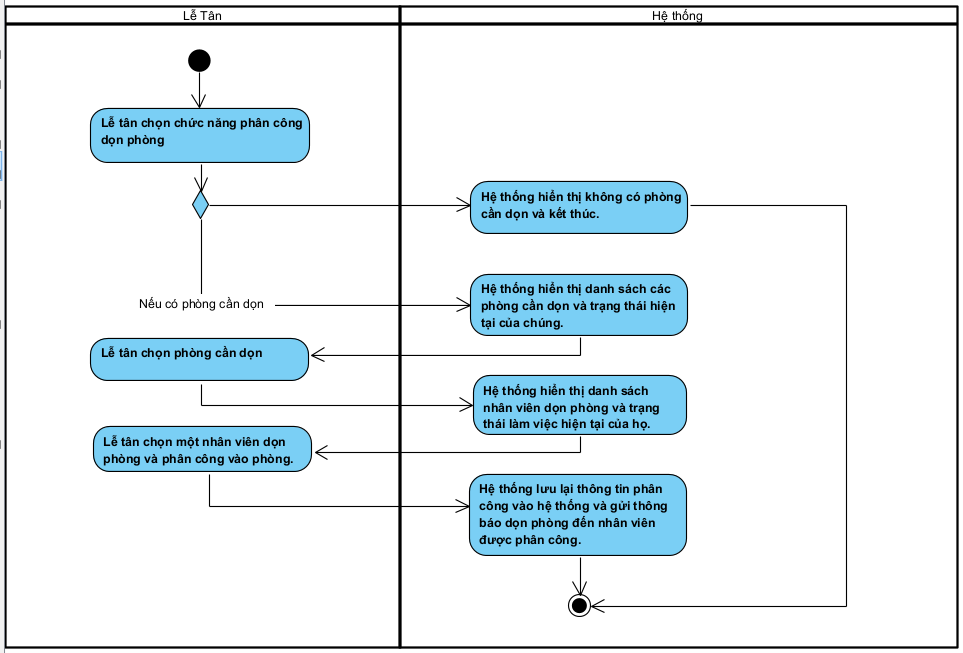 Lễ Tân
Hệ thống
Lễ tân chọn chức năng phân công
dọn phòng
Hệ thống hiển thị không có phòng
cần dọn và kết thúc.
Nếu có phòng cần dọn
Hệ thống hiển thị danh sách các
phòng cần dọn và trạng thái hiện
tại của chúng.
Lễ tân chọn phòng cần dọn
Hệ thống hiển thị danh sách
nhân viên dọn phòng và trạng
thái làm việc hiện tại của họ.
Lễ tân chọn một nhân viên dọn
phòng và phân công vào phòng.
Hệ thống lưu lại thông tin phân
công vào hệ thống và gửi thông
báo dọn phòng đến nhân viên
được phân công.